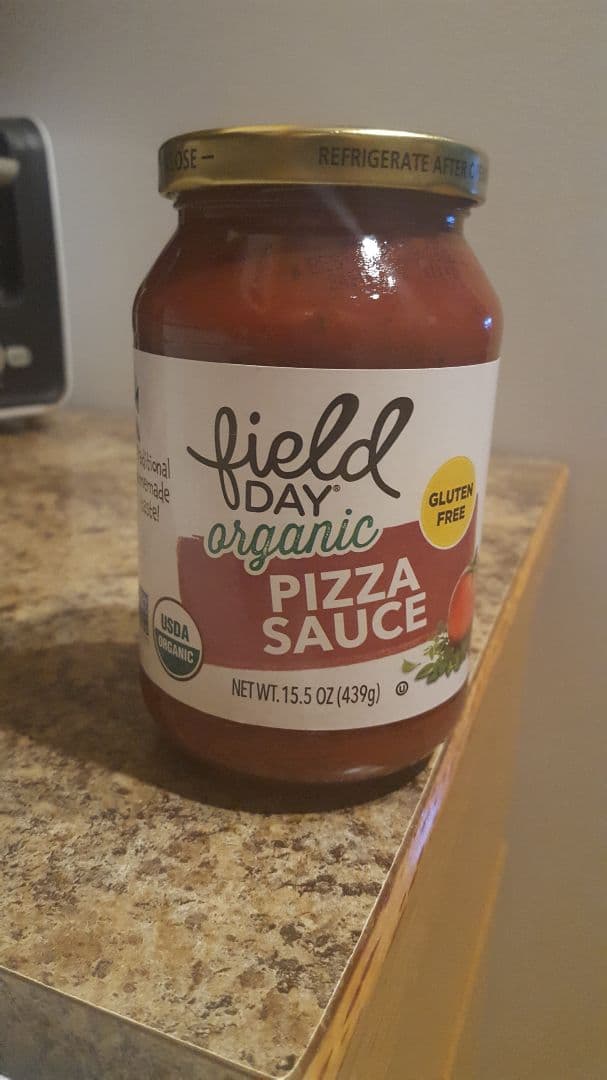 REFRIGERATE AFTER
field
DAY®
organic
PIZZA
SAUCE
GLUTEN
FREE
USDA
ORGANIC
NET WT. 15.5 OZ (439g) Ⓤ